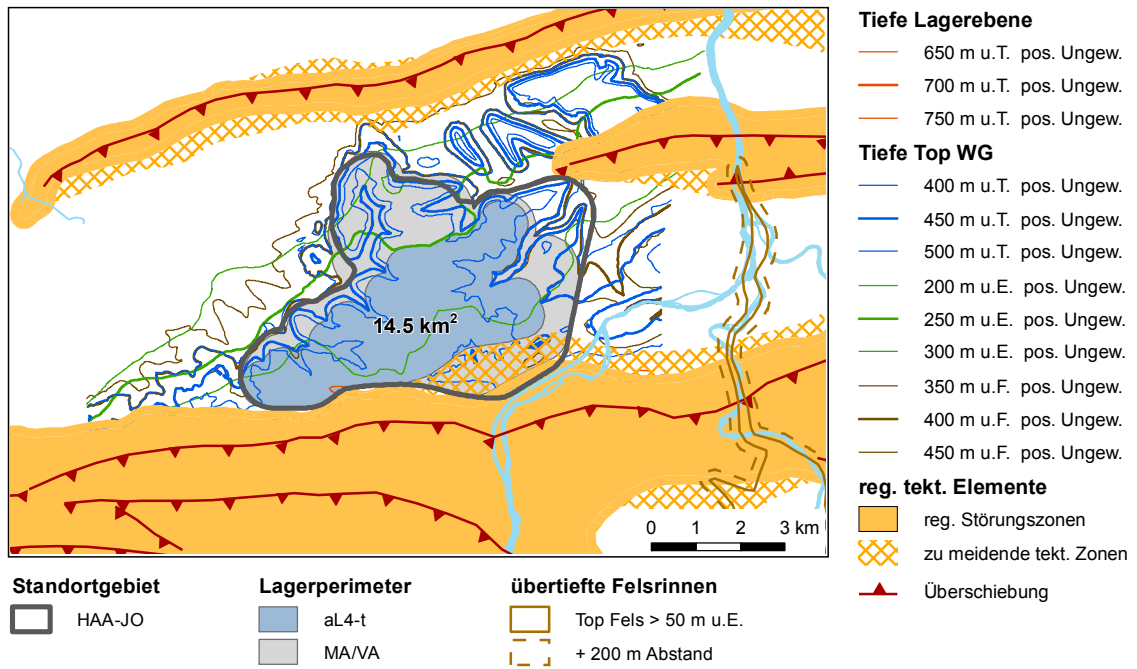 14.5 km²
0 1 2 3 km
Tiefe Lagerebene
650 m u.T. pos. Ungew.
700 m u.T. pos. Ungew.
750 m u.T. pos. Ungew.
Tiefe Top WG
400 m u.T. pos. Ungew.
450 m u.T. pos. Ungew.
500 m u.T. pos. Ungew.
200 m u.E. pos. Ungew.
250 m u.E. pos. Ungew.
300 m u.E. pos. Ungew.
350 m u.F. pos. Ungew.
400 m u.F. pos. Ungew.
450 m u.F. pos. Ungew.
reg. tekt. Elemente
reg. Störungszonen
zu meidende tekt. Zonen
Überschiebung
Standortgebiet
HAA-JO
Lagerperimeter
aL4-t
MA/VA
übertiefte Felsrinnen
Top Fels > 50 m u.E.
+ 200 m Abstand